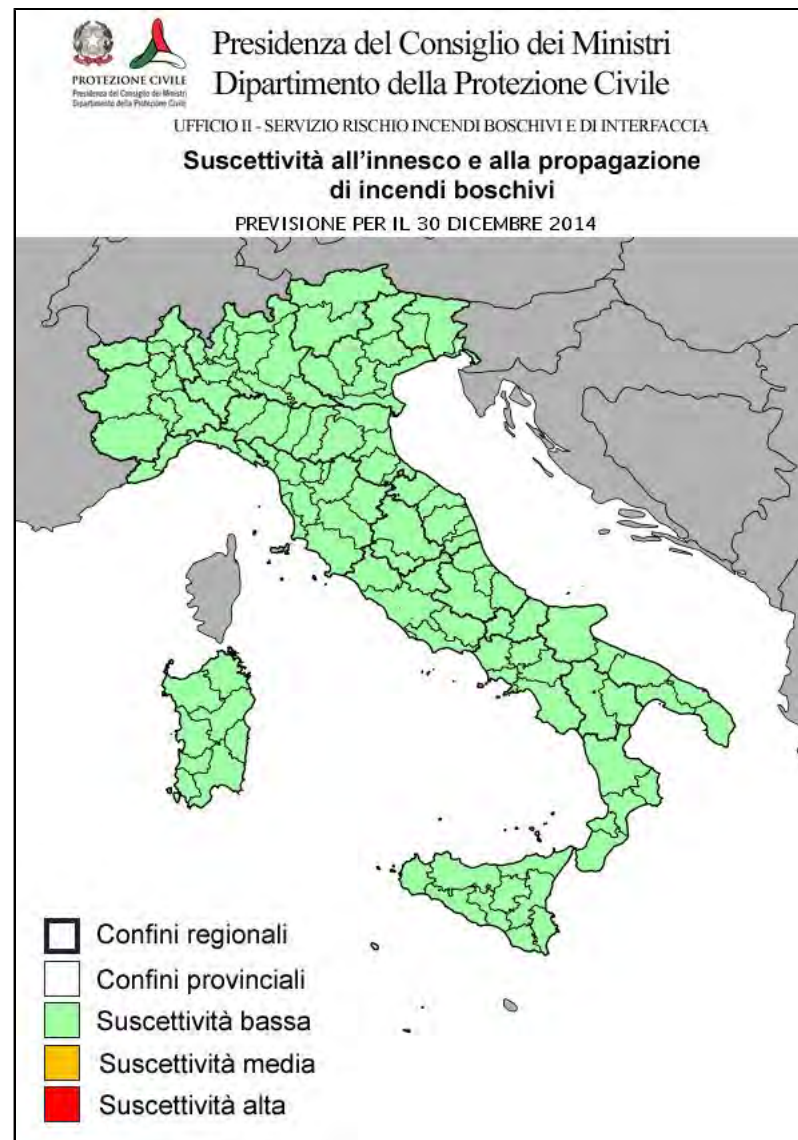 PROTEZIONE CIVILE
Presidenza del Consiglio dei Ministri
Dipartimento della Protezione Civile
Presidenza del Consiglio dei Ministri
Dipartimento della Protezione Civile
UFFICIO II - SERVIZIO RISCHIO INCENDI BOSCHIVI E DI INTERFACCIA
Suscettività all'innesco e alla propagazione
di incendi boschivi
PREVISIONE PER IL 30 DICEMBRE 2014
Confini regionali
Confini provinciali
Suscettività bassa
Suscettività media
Suscettività alta